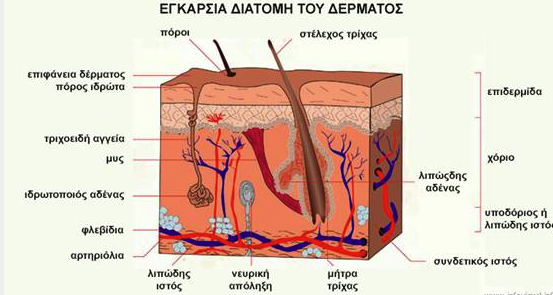 ΕΓΚΑΡΣΙΑ ΔΙΑΤΟΜΗ ΤΟΥ ΔΕΡΜΑΤΟΣ
πόροι
στέλεχος τρίχας
επιφάνεια δέρματος
πόρος ιδρώτα
επιδερμίδα
τριχοειδή αγγεία
μυς
χόριο
λιπώσδης
αδένας
ιδρωτοποιός αδένας
υποδόριος ή
λιπώδης ιστός
φλεβίδια
αρτηριόλια
συνδετικός ιστός
λιπώδης
ιστός
νευρική
απόληξη
μήτρα
τρίχας